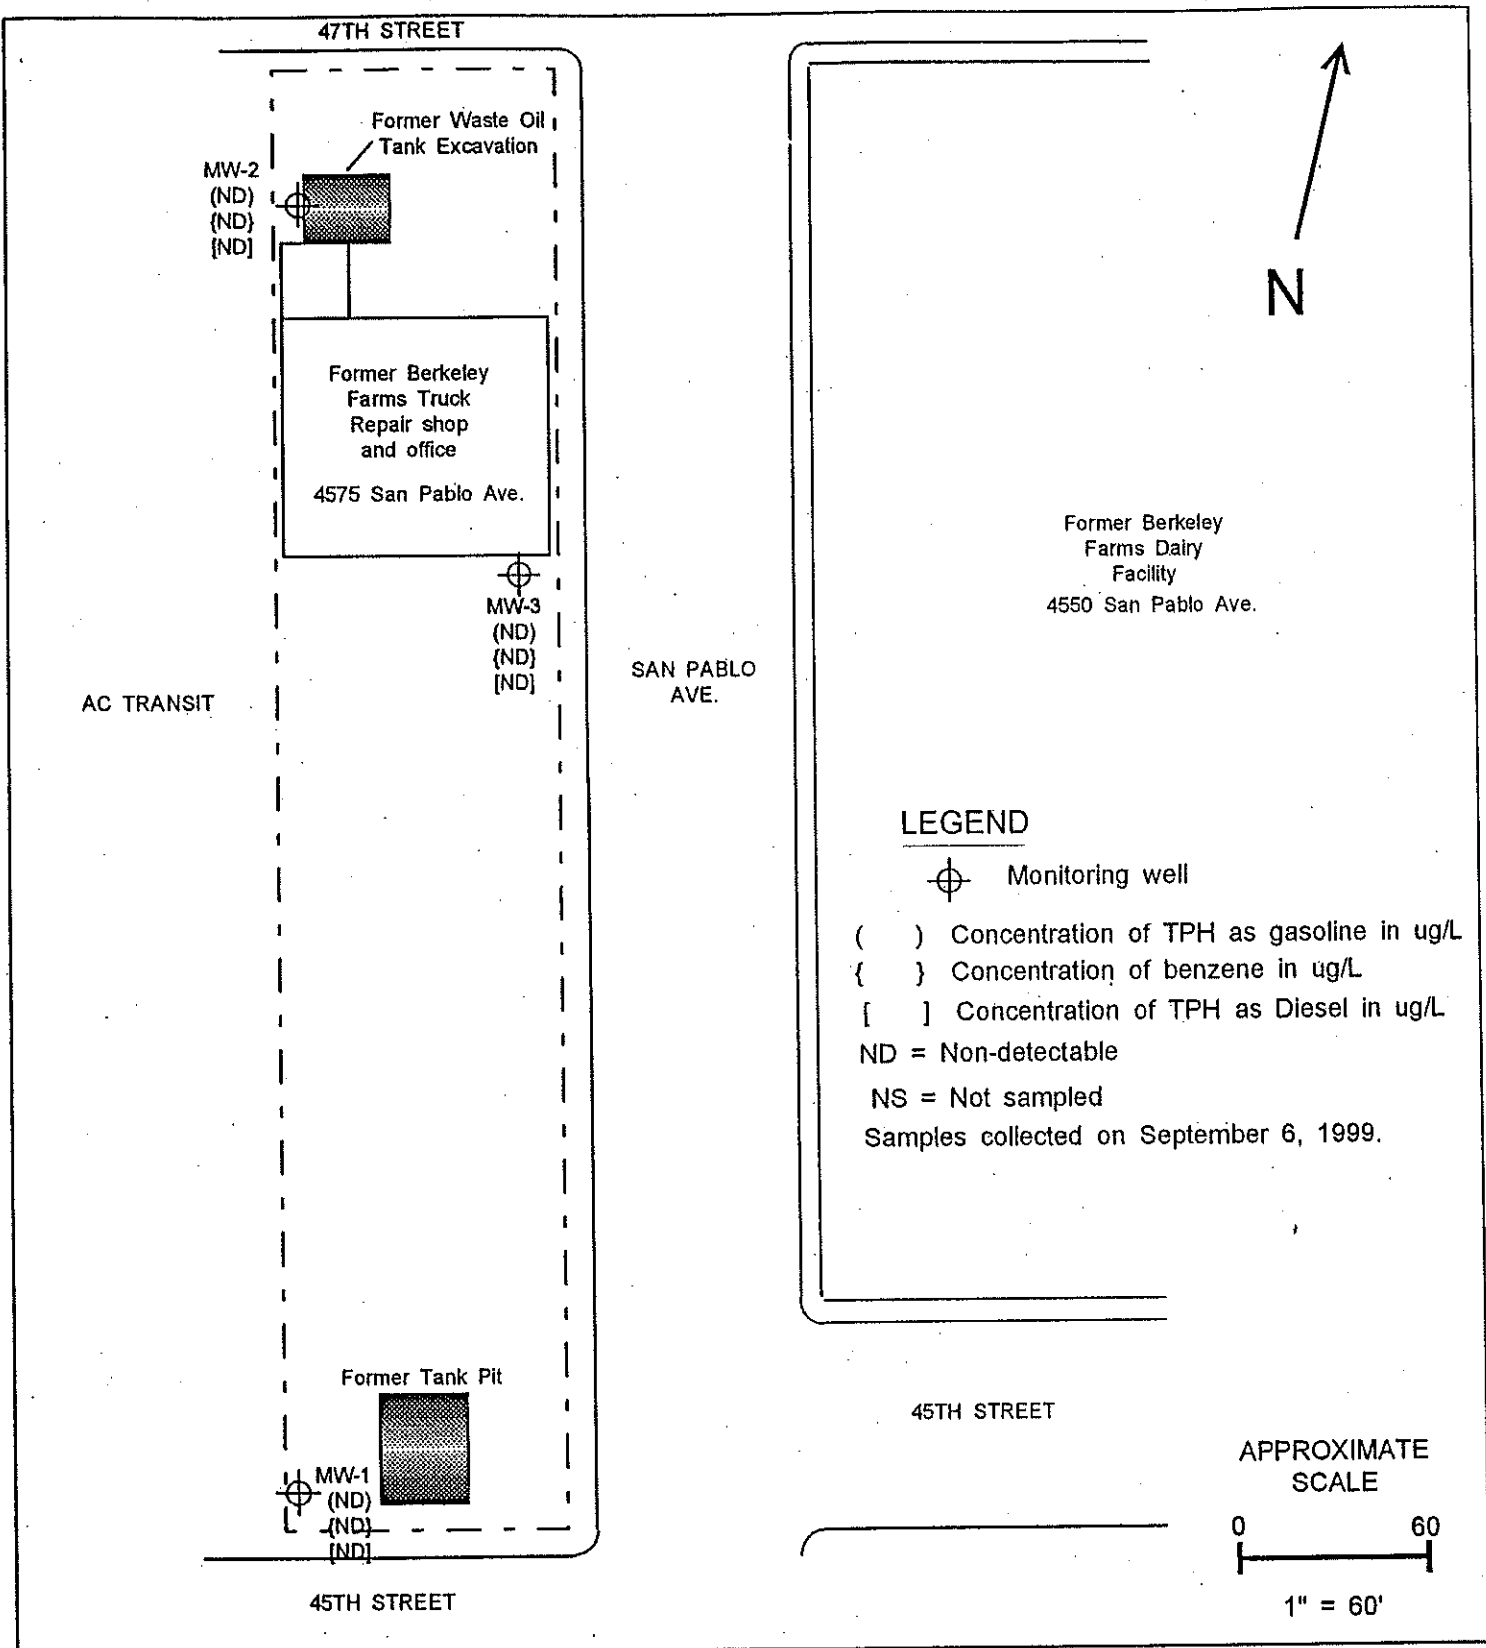 47TH STREET
Former Waste Oil
Tank Excavation
MW-2
(ND)
{ND}
[ND]
N
Former Berkeley
Farms Truck
Repair shop
and office
4575 San Pablo Ave.
Former Berkeley
Farms Dairy
Facility
4550 San Pablo Ave.
MW-3
(ND)
{ND}
[ND]
SAN PABLO
AVE.
AC TRANSIT
LEGEND
Monitoring well
( ) Concentration of TPH as gasoline in ug/L
{ } Concentration of benzene in ug/L
[ ] Concentration of TPH as Diesel in ug/L
ND = Non-detectable
NS = Not sampled
Samples collected on September 6, 1999.
Former Tank Pit
45TH STREET
MW-1
(ND)
{ND}
[ND]
45TH STREET
APPROXIMATE
SCALE
0 60
1" = 60'